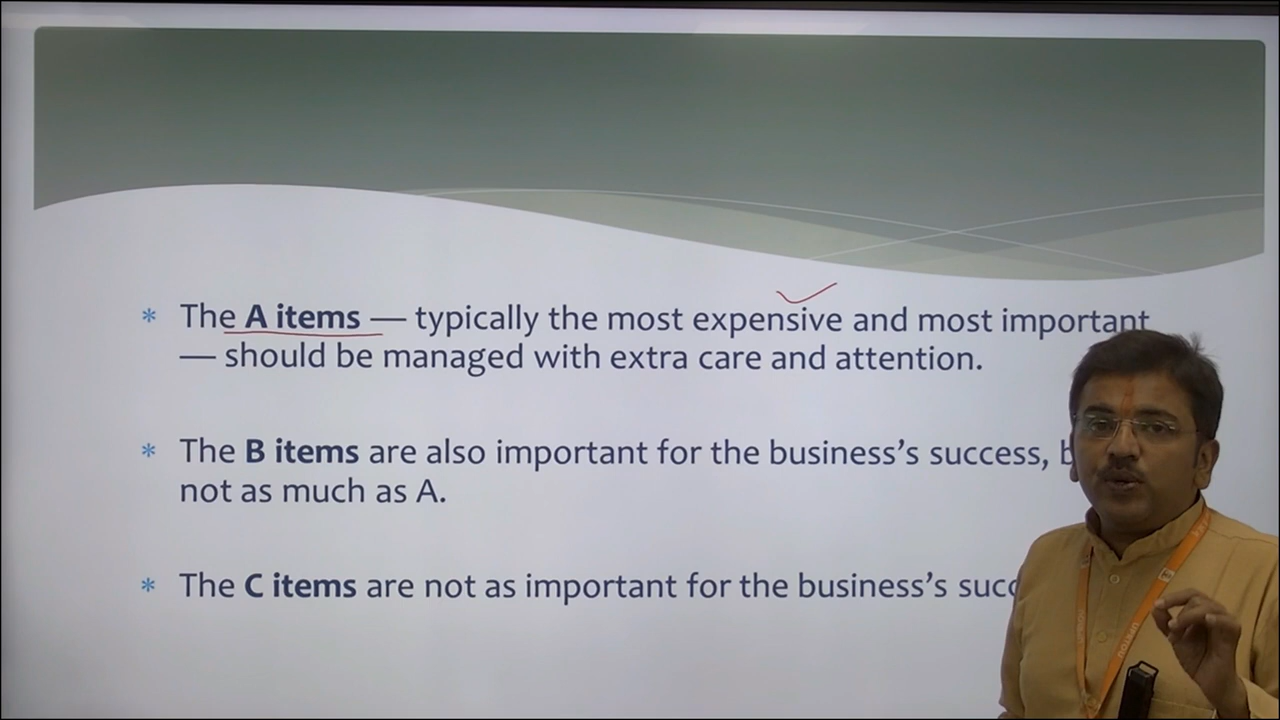 * The A items — typically the most expensive and most important
— should be managed with extra care and attention.
* The B items are also important for the business’s success,
not as much as A.
* The C items are not as important for the business’s